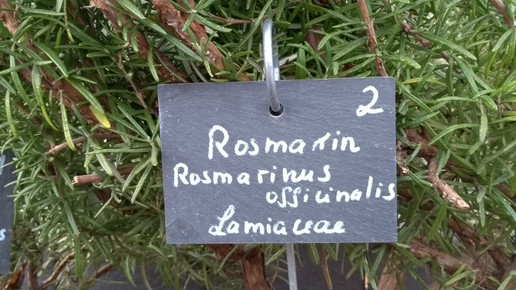 2
Rosmarin
Rosmarinus
officinalis
Lamiaceae